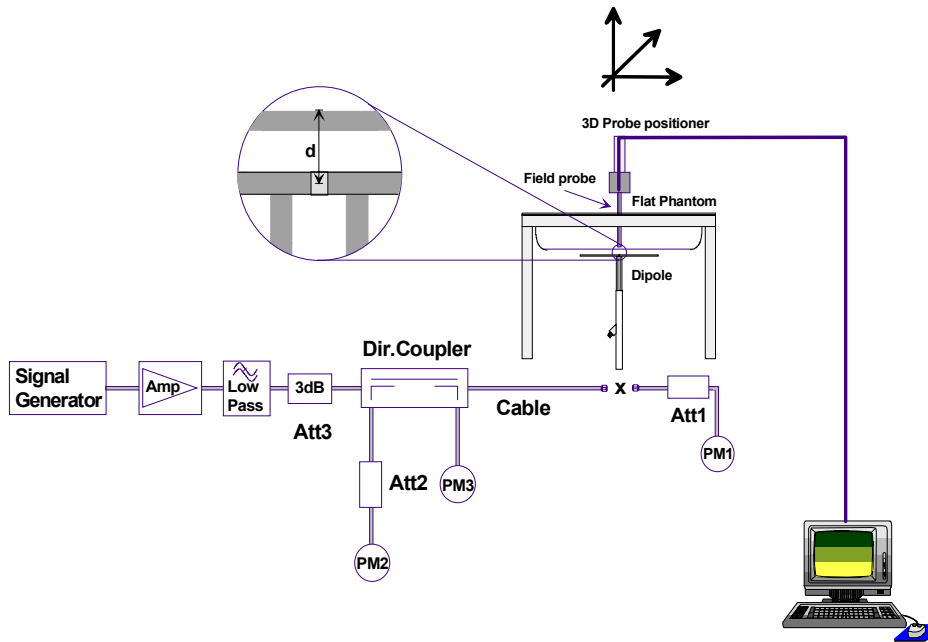 3D Probe positioner
d
Field probe
Flat Phantom
Dipole
Dir.Coupler
Signal
Generator
Amp
Low
Pass
3dB
Att3
Cable
x
Att1
PM1
Att2
PM3
PM2